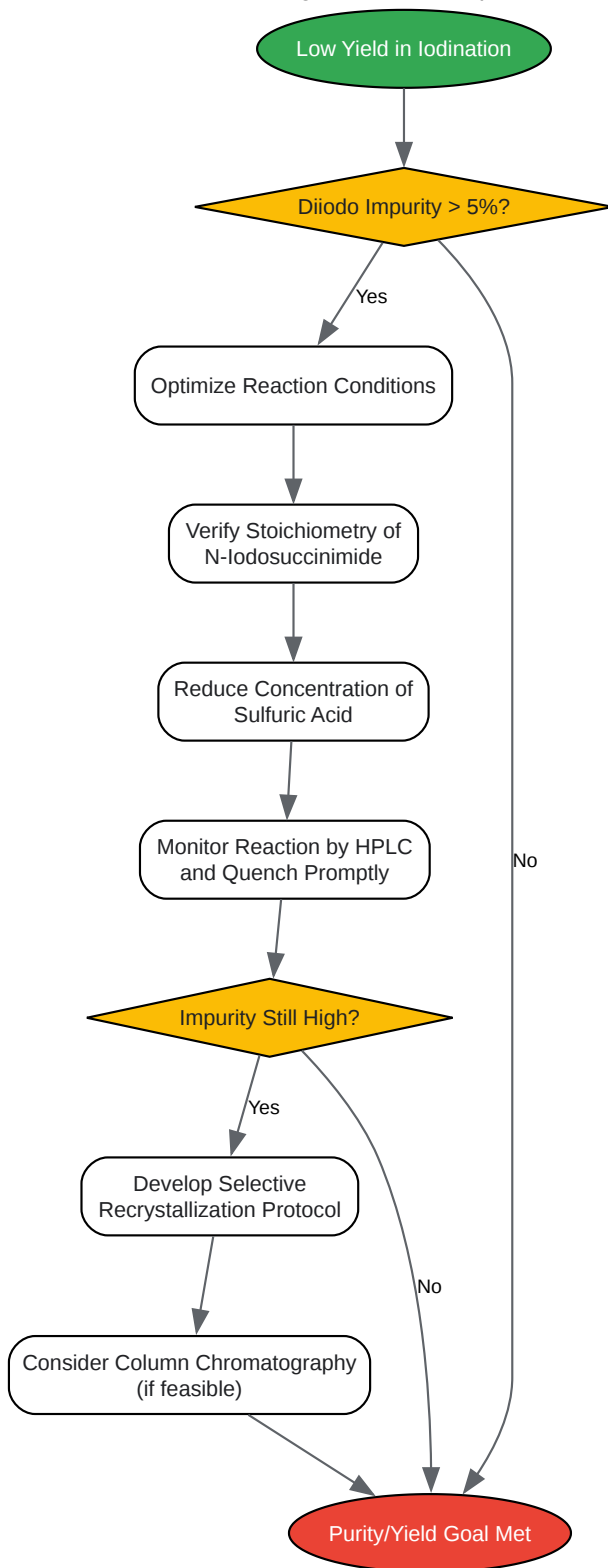 Low Yield in Iodination
Diiodo Impurity > 5%?
Yes
Optimize Reaction Conditions
Verify Stoichiometry of
N-Iodosuccinimide
Reduce Concentration of
Sulfuric Acid
Monitor Reaction by HPLC
and Quench Promptly
No
Impurity Still High?
Yes
Develop Selective
Recrystallization Protocol
No
Consider Column Chromatography
(if feasible)
Purity/Yield Goal Met